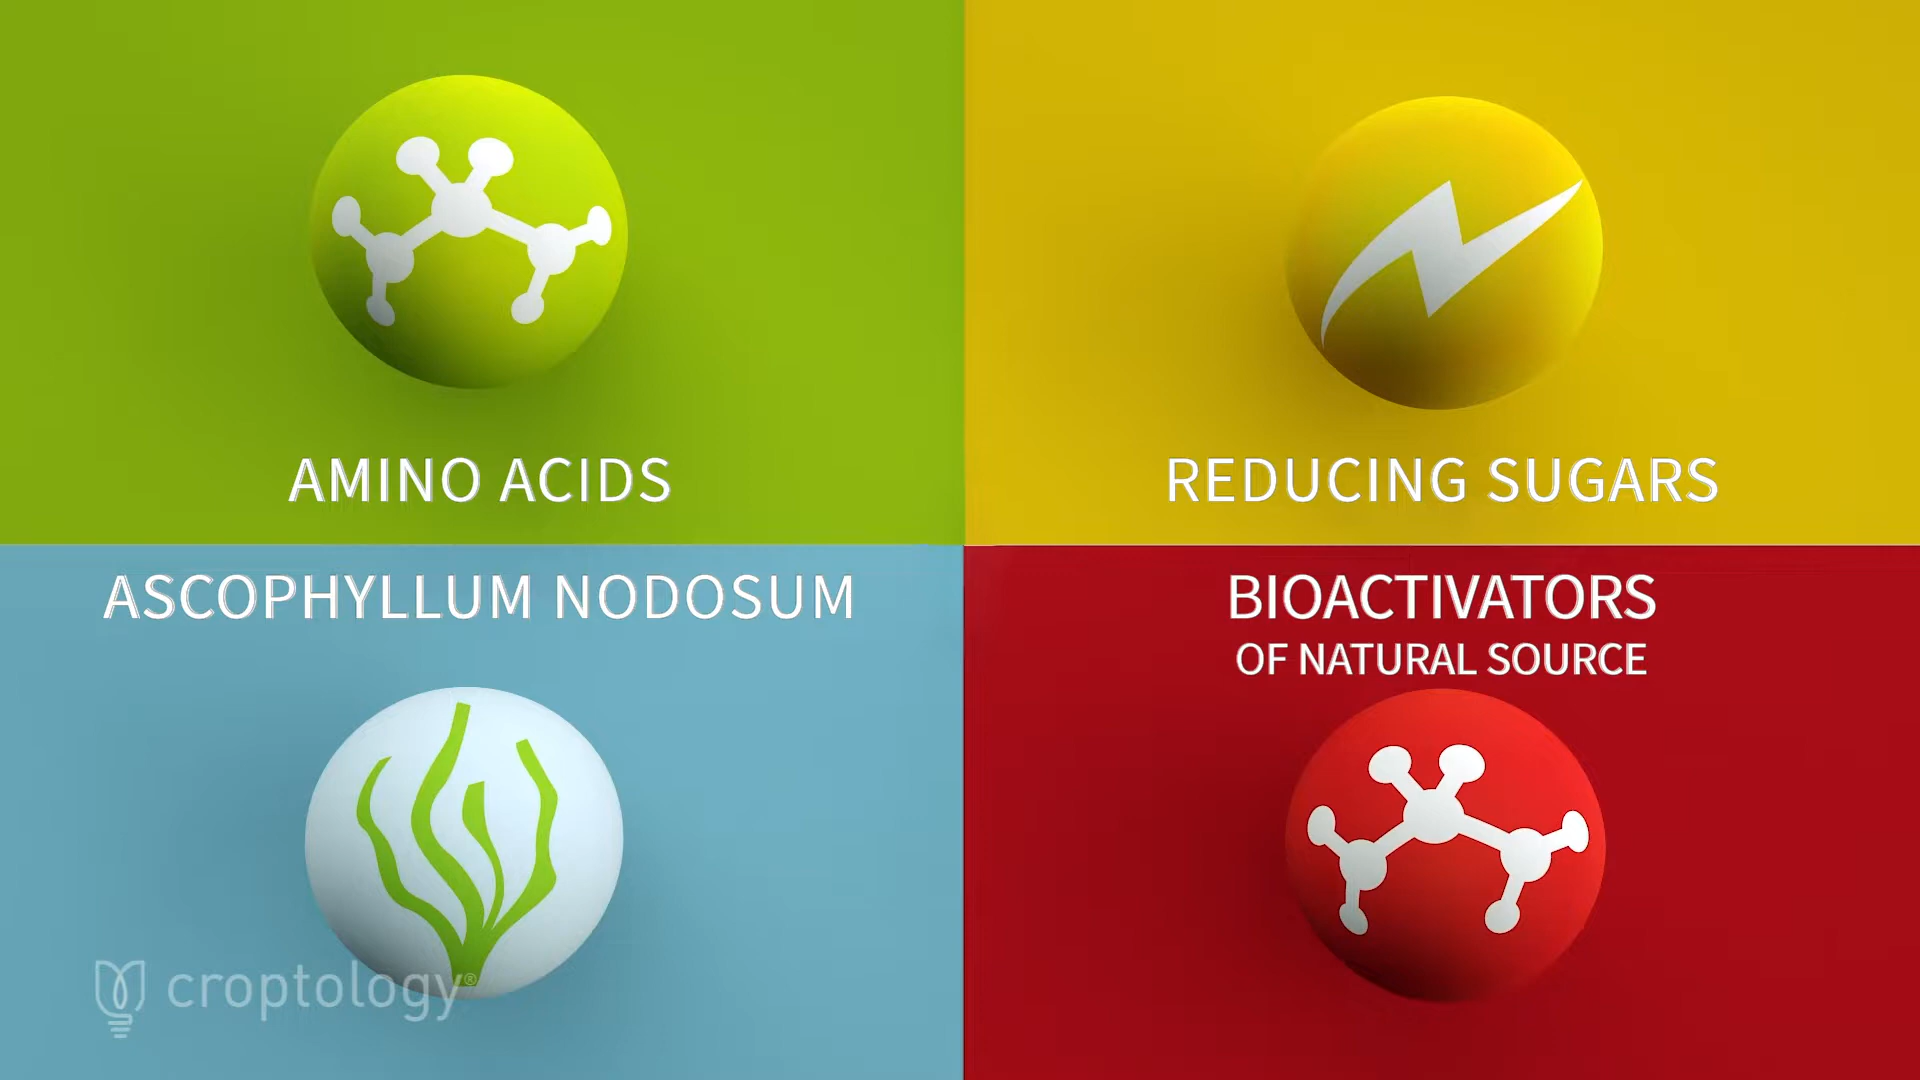 AMINO ACIDS
REDUCING SUGARS
ASCOPHYLLUM NODOSUM
BIOACTIVATORS
OF NATURAL SOURCE
croptology®